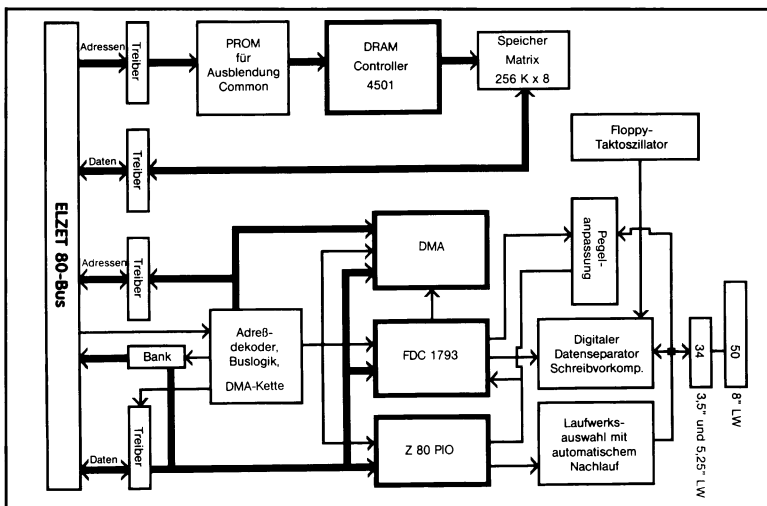 ELZET 80-Bus
Adressen
Treiber
PROM
für
Ausblendung
Common
DRAM
Controller
4501
Speicher
Matrix
256 K x 8
Floppy-
Taktoszillator
Daten
Treiber
Adressen
Treiber
DMA
Pegel-
anpassung
Adreß-
dekoder,
Buslogik,
DMA-Kette
Bank
FDC 1793
Digitaler
Datenseparator
Schreibvorkomp.
34
3,5" und 5,25" LW
50
8" LW
Daten
Treiber
Z 80 PIO
Laufwerks-
auswahl mit
automatischem
Nachlauf